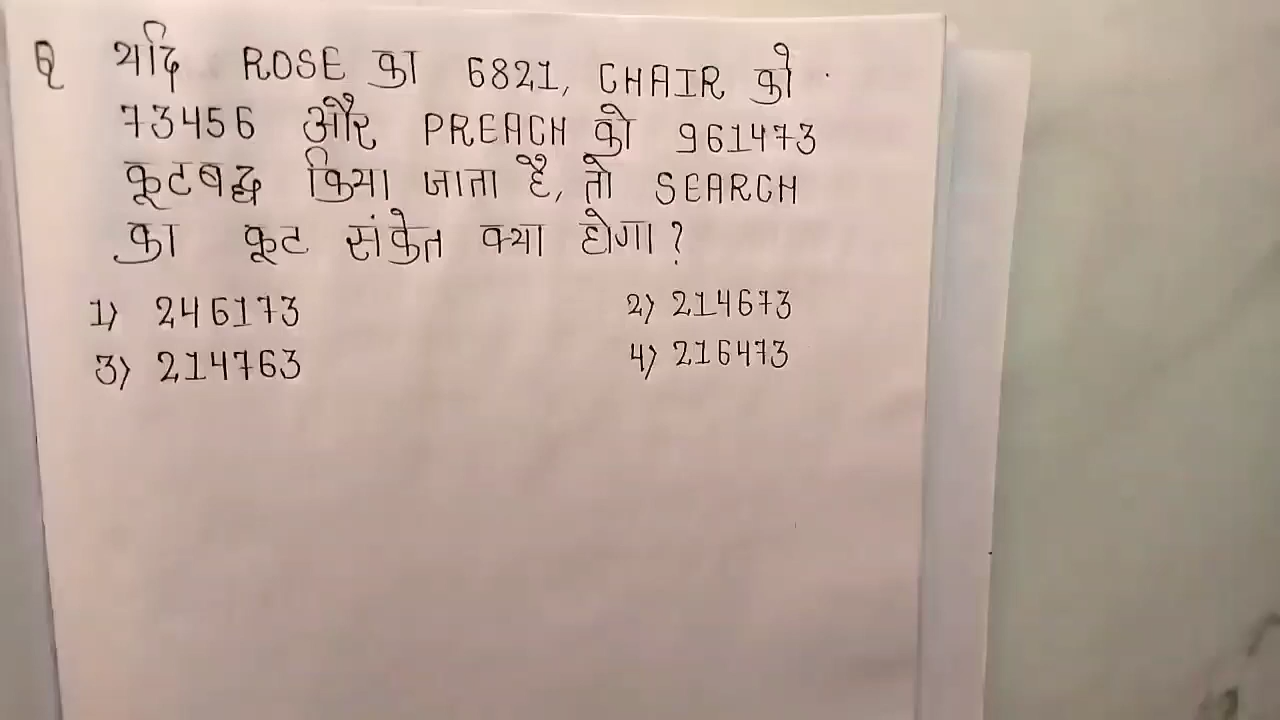 Q यदि ROSE का 6821, CHAIR को
73456 और PREACH को 961473
कूटबद्ध किया जाता है, तो SEARCH
का कूट संकेत क्या होगा?
1) 246173 2) 214673
3) 214763 4) 216473